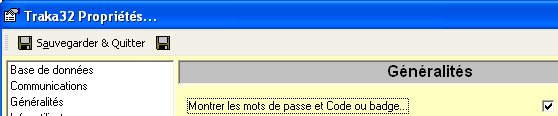 Traka32 Propriétés...
Sauvegarder & Quitter
Base de données
Communications
Généralités
Généralités
Montrer les mots de passe et Code ou badge...